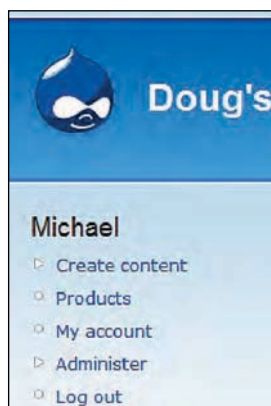 Doug's
Michael
Create content
Products
My account
Administer
Log out